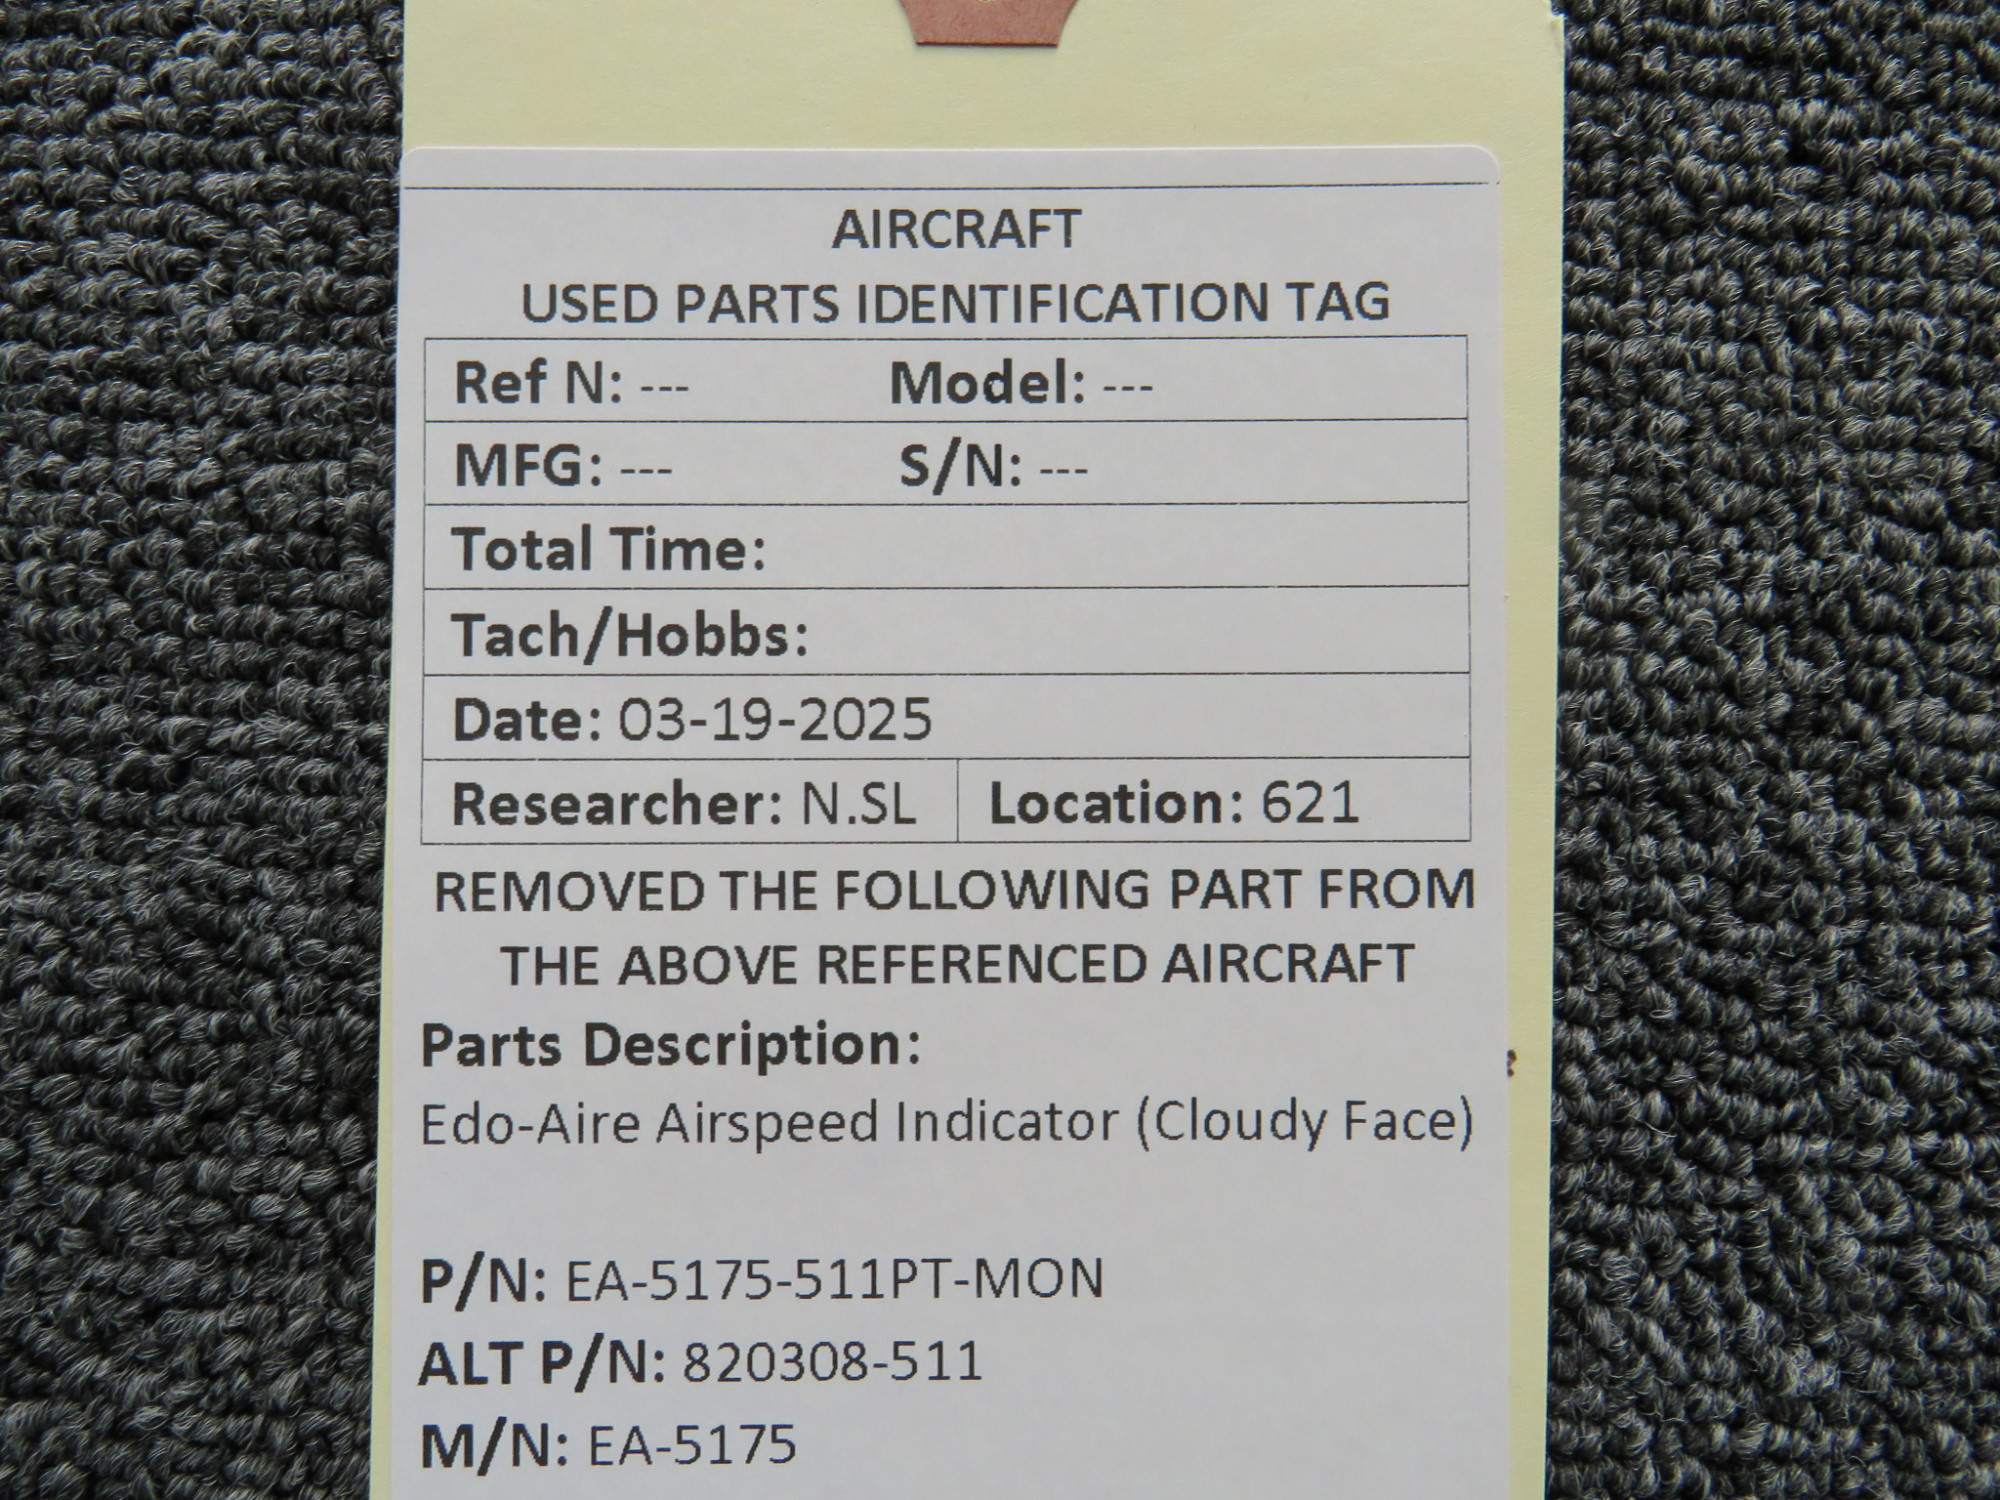 AIRCRAFT
USED PARTS IDENTIFICATION TAG
Ref N: --- Model: ---
MFG: --- S/N: ---
Total Time:
Tach/Hobbs:
Date: 03-19-2025
Researcher: N.SL Location: 621
REMOVED THE FOLLOWING PART FROM
THE ABOVE REFERENCED AIRCRAFT
Parts Description:
Edo-Aire Airspeed Indicator (Cloudy Face)
P/N: EA-5175-511PT-MON
ALT P/N: 820308-511
M/N: EA-5175